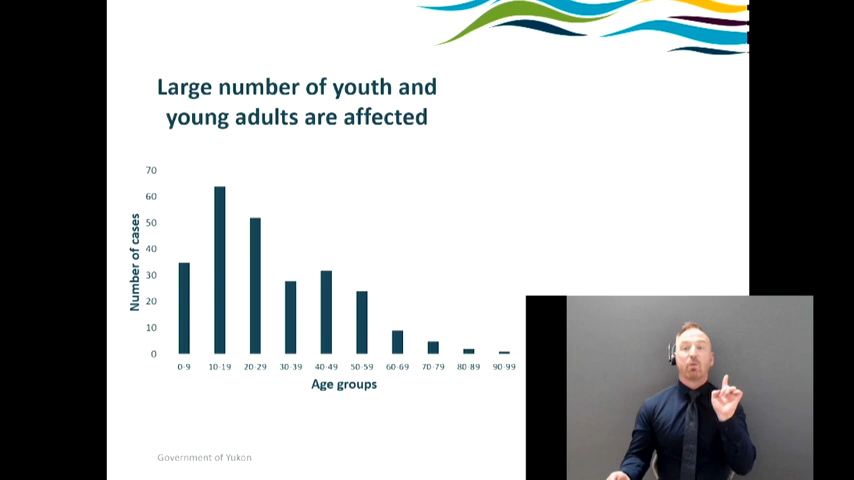 Large number of youth and
young adults are affected
70
60
50
40
30
20
10
0
Number of cases
0-9 10-19 20-29 30-39 40-49 50-59 60-69 70-79 80-89 90-99
Age groups
Government of Yukon